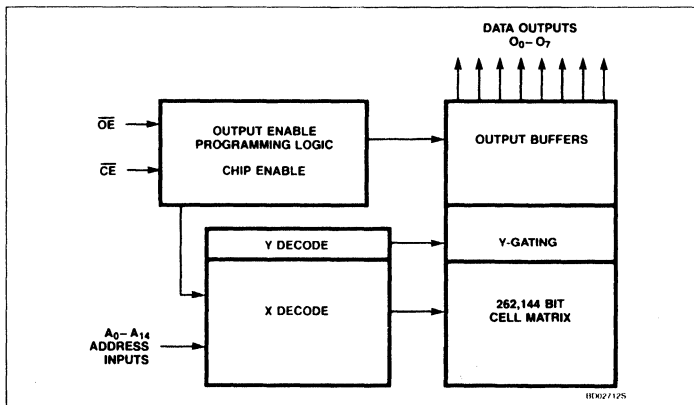 DATA OUTPUTS
O₀–O₇
OE
CE
OUTPUT ENABLE
PROGRAMMING LOGIC
CHIP ENABLE
OUTPUT BUFFERS
Y DECODE
Y-GATING
X DECODE
262,144 BIT
CELL MATRIX
A₀–A₁₄
ADDRESS
INPUTS
BD02712S